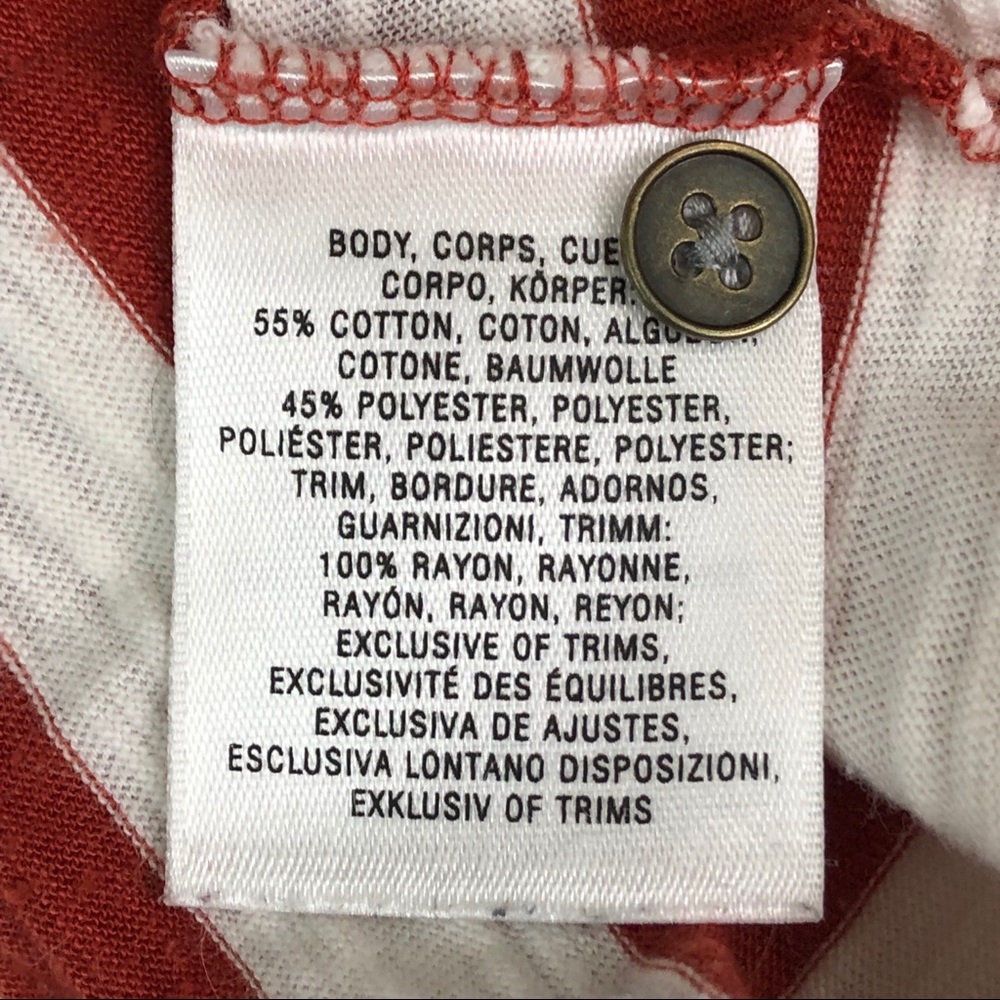 BODY, CORPS,
CORPO, KÖRPER:
55% COTTON, COTON,
COTONE, BAUMWOLLE
45% POLYESTER, POLYESTER,
POLIÉSTER, POLIESTERE, POLYESTER;
TRIM, BORDURE, ADORNOS,
GUARNIZIONI, TRIMM:
100% RAYON, RAYONNE,
RAYÓN, RAYON, REYON;
EXCLUSIVE OF TRIMS,
EXCLUSIVITÉ DES ÉQUILIBRES,
EXCLUSIVA DE AJUSTES,
ESCLUSIVA LONTANO DISPOSIZIONI,
EXKLUSIV OF TRIMS